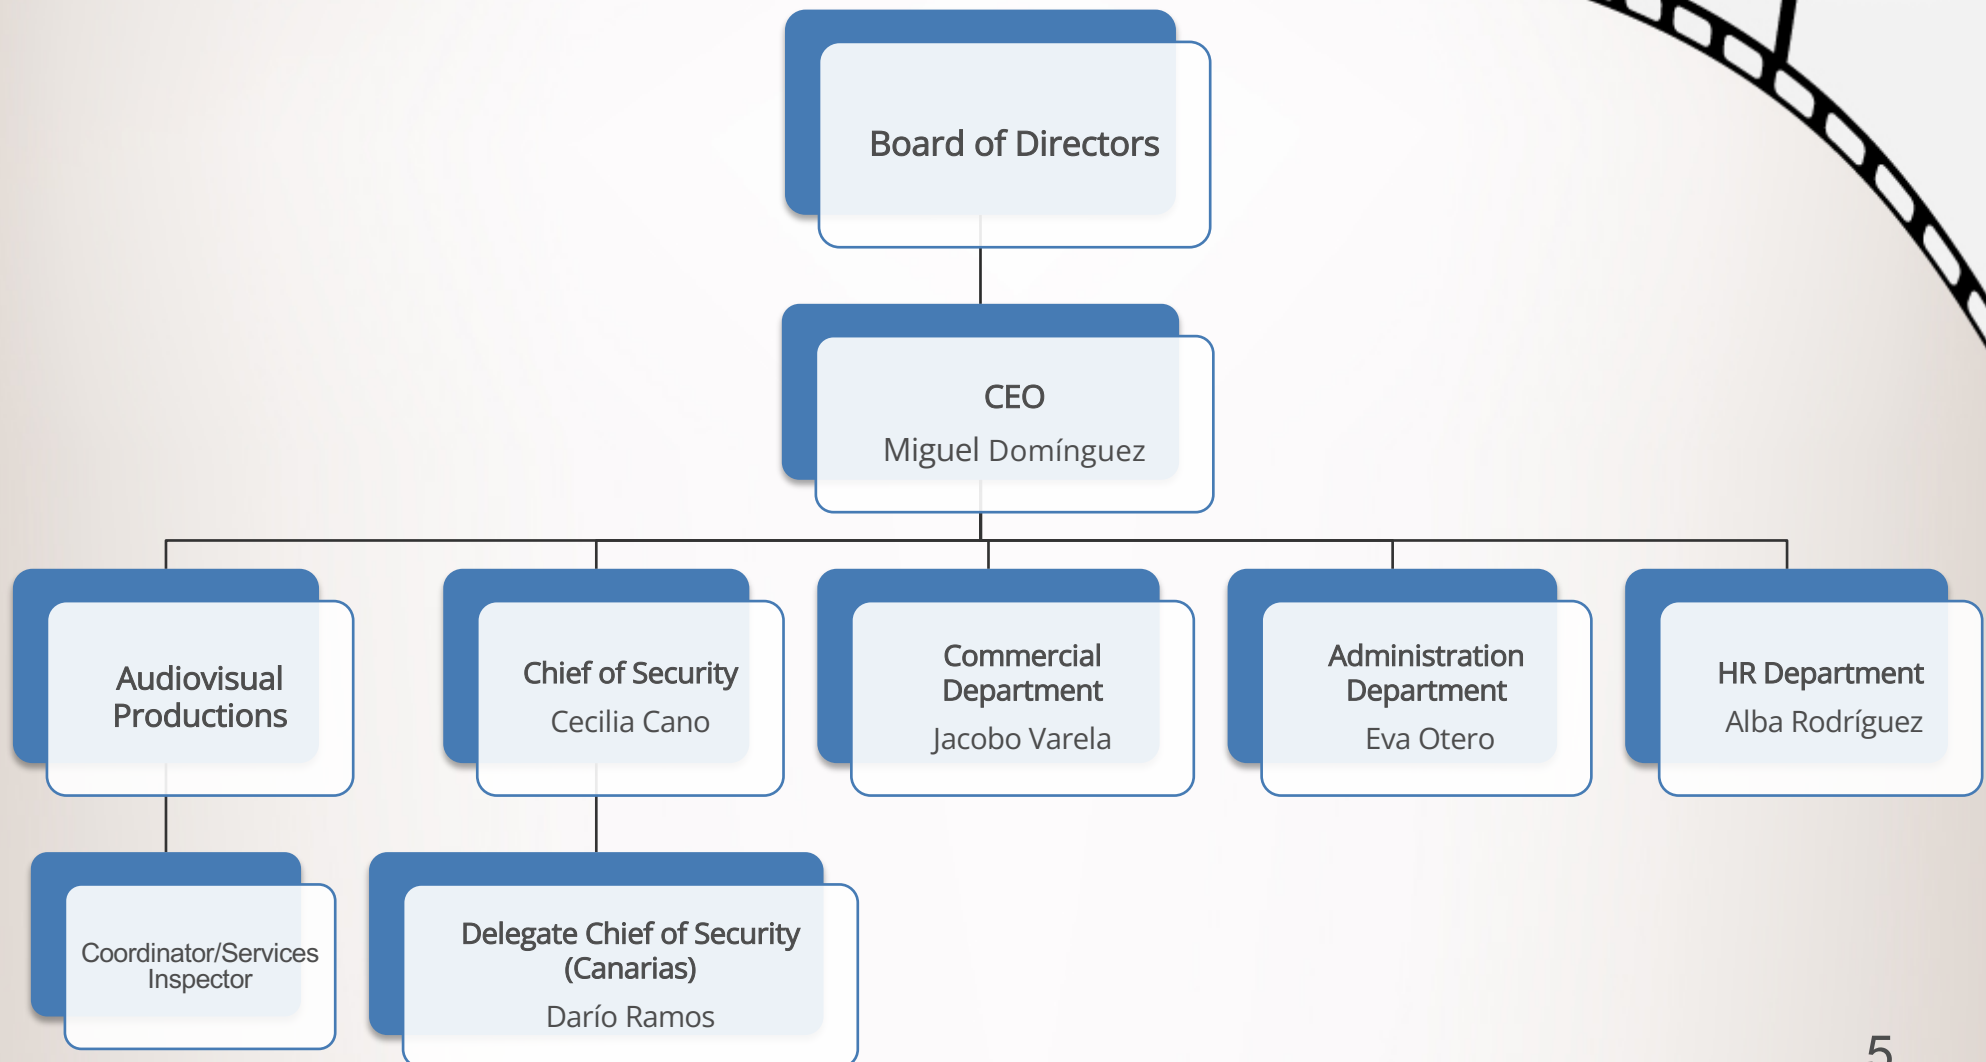 Board of Directors
CEO
Miguel Domínguez
Audiovisual
Productions
Chief of Security
Cecilia Cano
Commercial
Department
Jacobo Varela
Administration
Department
Eva Otero
HR Department
Alba Rodríguez
Coordinator/Services
Inspector
Delegate Chief of Security
(Canarias)
Darío Ramos
5